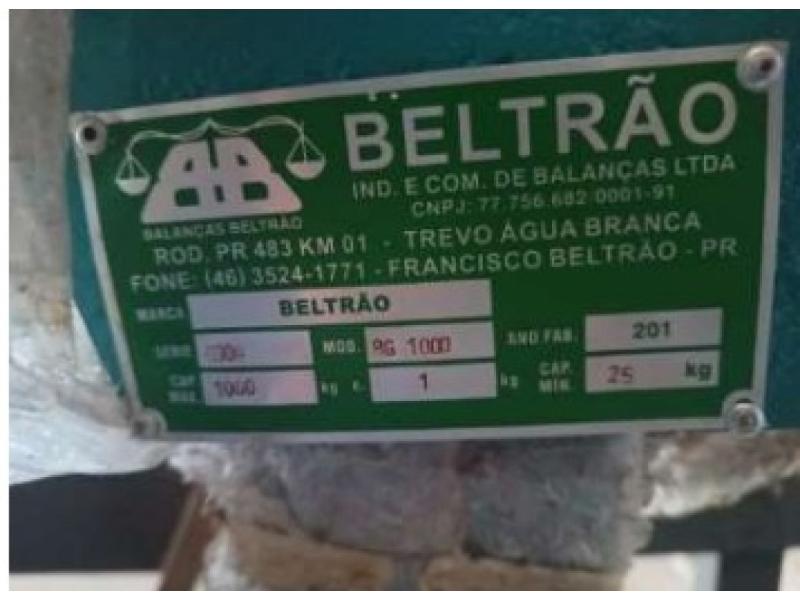 BELTRÃO
IND. E COM. DE BALANÇAS LTDA
CNPJ: 77.756.682/0001-91
BALANÇAS BELTRÃO
ROD. PR 483 KM 01 - TREVO ÁGUA BRANCA
FONE: (46) 3524-1771 - FRANCISCO BELTRÃO - PR
MARCA BELTRÃO
SÉRIE MOD. RG 1000 ANO FAB. 201
CAP. MÁX. 1000 kg e. 1 kg CAP. MÍN. 25 kg